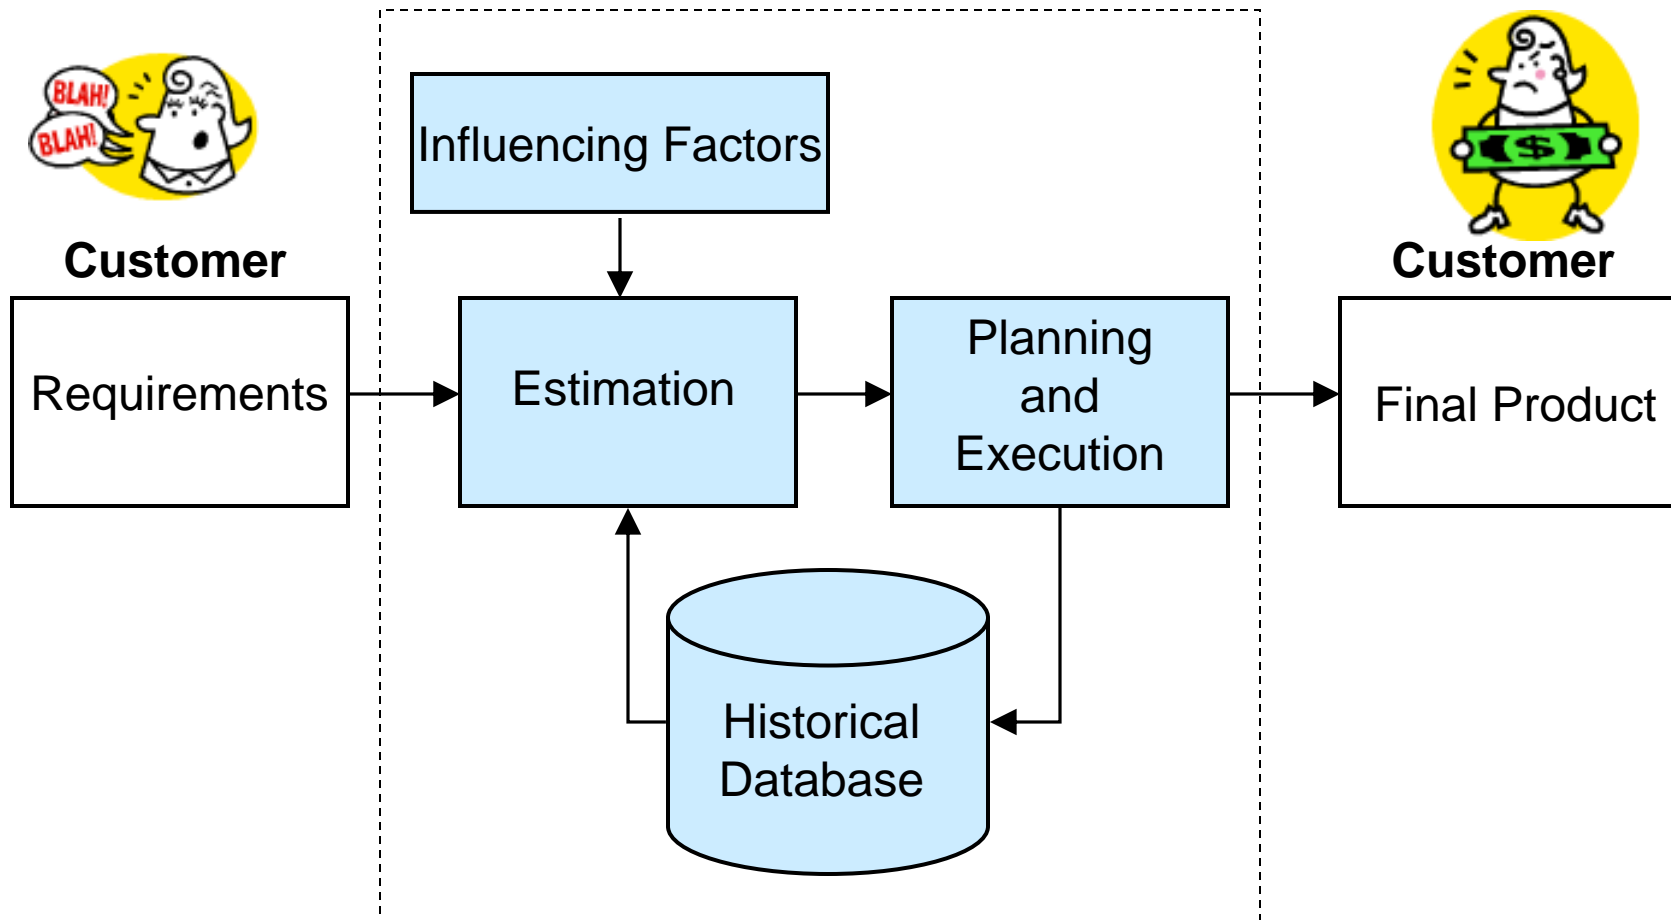 BLAH!
BLAH!
Customer
Requirements
Influencing Factors
Estimation
Planning
and
Execution
Historical
Database
$
Customer
Final Product